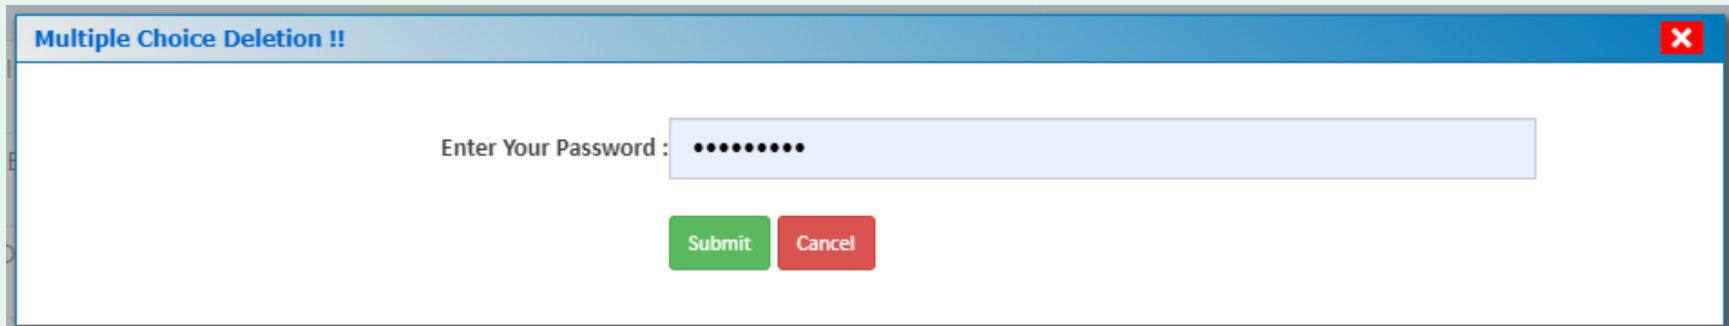 Multiple Choice Deletion !!
Enter Your Password : •••••••••
Submit Cancel